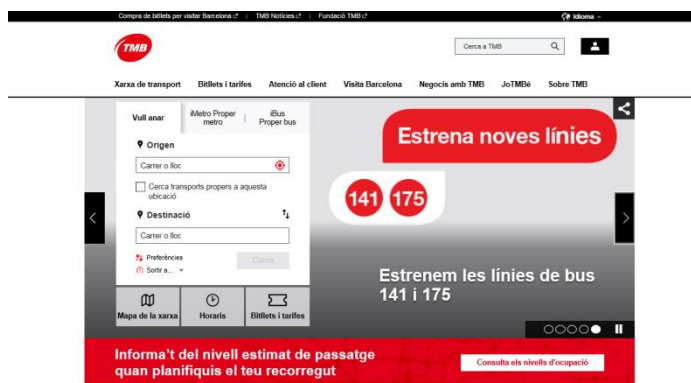 Compra de bitllets per visitar Barcelona | TMB Notícies | Fundació TMB
Idioma
TMB
Cerca a TMB
Xarxa de transport Bitllets i tarifes Atenció al client Visita Barcelona Negocis amb TMB JoTMBé Sobre TMB
Vull anar
iMetro Proper
metro
iBus
Proper bus
Origen
Carrer o lloc
Cerca transports propers a aquesta
ubicació
Destinació
Carrer o lloc
Preferències
Sortir a...
Cerca
Mapa de la xarxa
Horaris
Bitllets i tarifes
Estrena noves línies
141 175
Estrenem les línies de bus
141 i 175
Informa't del nivell estimat de passatge
quan planifiquis el teu recorregut
Consulta els nivells d'ocupació